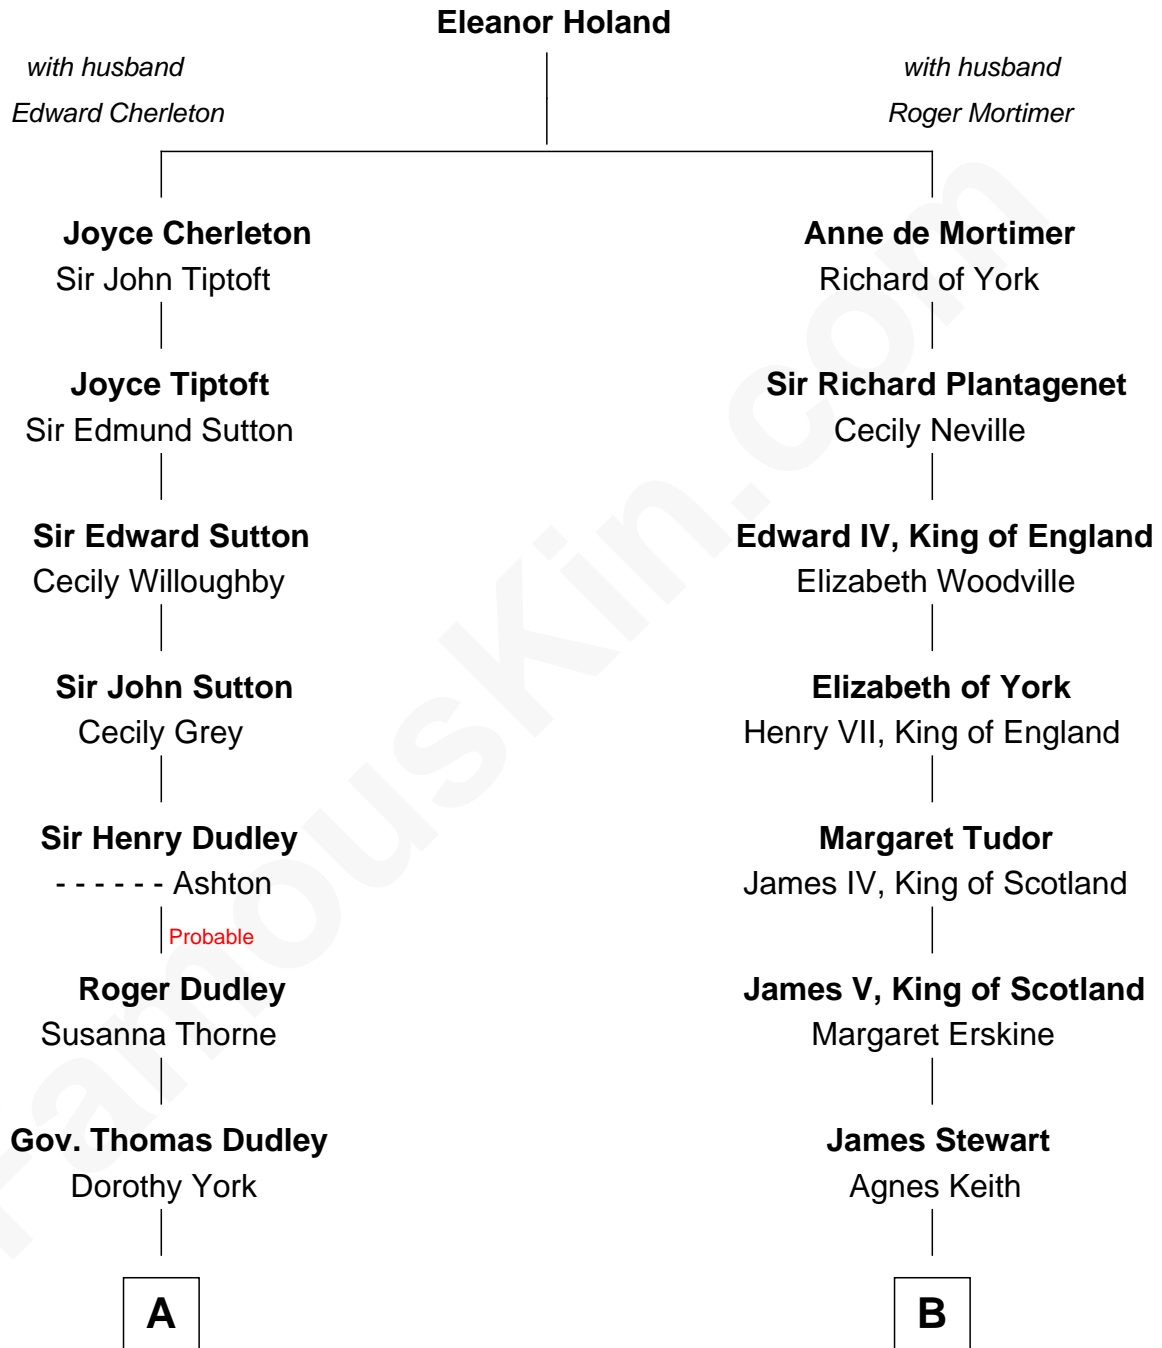 Eleanor Holand
with husband
Edward Cherleton
with husband
Roger Mortimer
Joyce Cherleton
Sir John Tiptoft
Anne de Mortimer
Richard of York
Joyce Tiptoft
Sir Edmund Sutton
Sir Richard Plantagenet
Cecily Neville
Sir Edward Sutton
Cecily Willoughby
Edward IV, King of England
Elizabeth Woodville
Sir John Sutton
Cecily Grey
Elizabeth of York
Henry VII, King of England
Sir Henry Dudley
- - - - - - Ashton
Margaret Tudor
James IV, King of Scotland
Probable
Roger Dudley
Susanna Thorne
James V, King of Scotland
Margaret Erskine
Gov. Thomas Dudley
Dorothy York
James Stewart
Agnes Keith
A
B
FamousKin.com